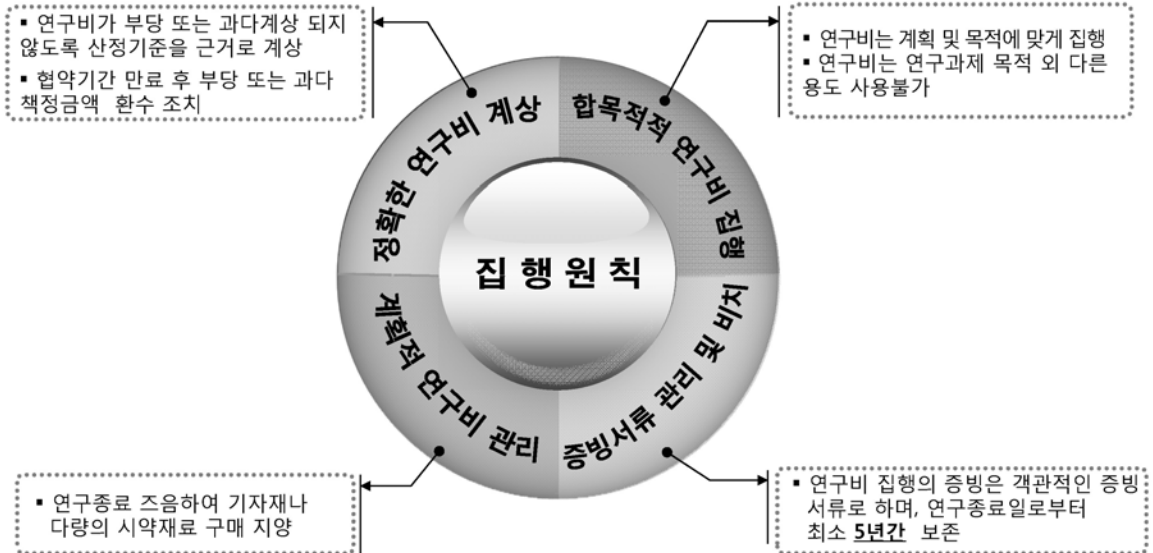 ▪ 연구비가 부당 또는 과다계상 되지
않도록 산정기준을 근거로 계상
▪ 협약기간 만료 후 부당 또는 과다
책정금액 환수 조치
▪ 연구비는 계획 및 목적에 맞게 집행
▪ 연구비는 연구과제 목적 외 다른
용도 사용불가
정확한 연구비 계상
합목적적 연구비 집행
집행원칙
계획적 연구비 관리
증빙서류 관리 및 비치
▪ 연구종료 즈음하여 기자재나
다량의 시약재료 구매 지양
▪ 연구비 집행의 증빙은 객관적인 증빙
서류로 하며, 연구종료일로부터
최소 5년간 보존